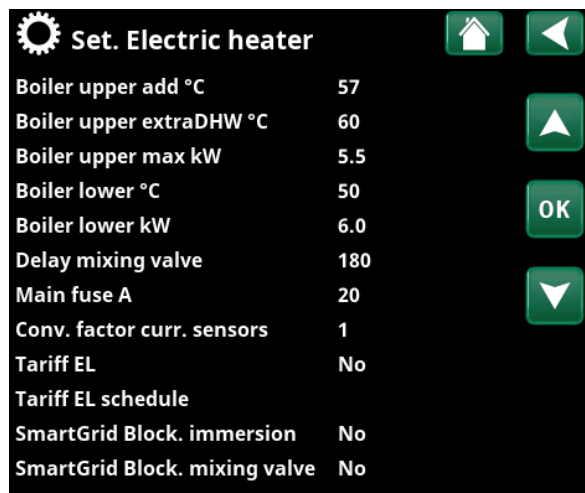 Set. Electric heater
Boiler upper add °C 57
Boiler upper extraDHW °C 60
OK
Boiler upper max kW 5.5
Boiler lower °C 50
Boiler lower kW 6.0
Delay mixing valve 180
Main fuse A 20
Conv. factor curr. sensors 1
Tariff EL No
Tariff EL schedule
SmartGrid Block. immersion No
SmartGrid Block. mixing valve No